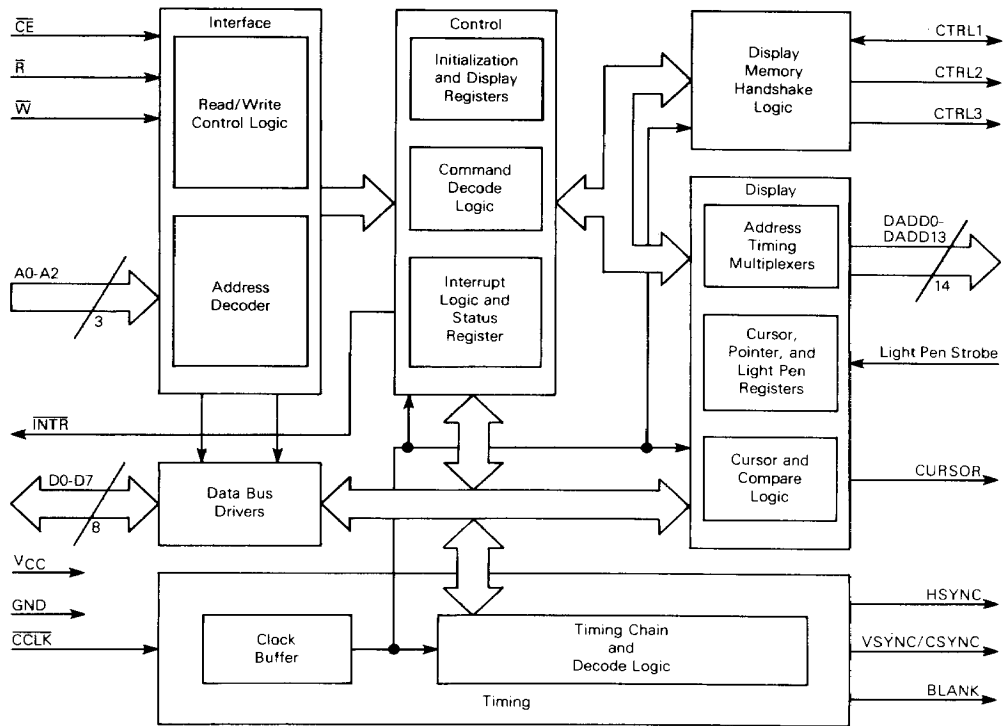 Interface
Control
CE
R
W
Read/Write
Control Logic
Initialization
and Display
Registers
Command
Decode
Logic
Interrupt
Logic and
Status
Register
A0-A2
3
Address
Decoder
INTR
D0-D7
8
Data Bus
Drivers
VCC
GND
CCLK
Clock
Buffer
Timing Chain
and
Decode Logic
Timing
Display
Memory
Handshake
Logic
CTRL1
CTRL2
CTRL3
Display
Address
Timing
Multiplexers
DADD0-
DADD13
14
Cursor,
Pointer, and
Light Pen
Registers
Light Pen Strobe
Cursor and
Compare
Logic
CURSOR
HSYNC
VSYNC/CSYNC
BLANK